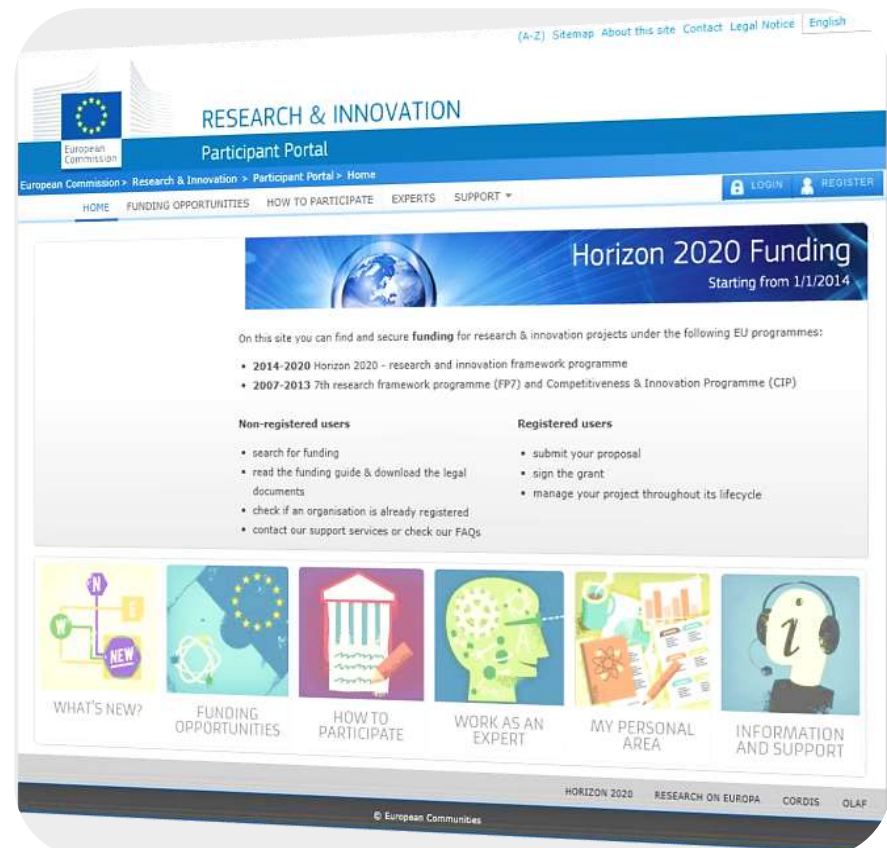 (A-Z) Sitemap About this site Contact Legal Notice English
RESEARCH & INNOVATION
European
Commission
Participant Portal
European Commission > Research & Innovation > Participant Portal > Home
HOME FUNDING OPPORTUNITIES HOW TO PARTICIPATE EXPERTS SUPPORT
LOGIN REGISTER
Horizon 2020 Funding
Starting from 1/1/2014
On this site you can find and secure funding for research & innovation projects under the following EU programmes:
• 2014-2020 Horizon 2020 - research and innovation framework programme
• 2007-2013 7th research framework programme (FP7) and Competitiveness & Innovation Programme (CIP)
Non-registered users
• search for funding
• read the funding guide & download the legal
documents
• check if an organisation is already registered
• contact our support services or check our FAQs
Registered users
• submit your proposal
• sign the grant
• manage your project throughout its lifecycle
N
E
W
NEW
i
WHAT'S NEW?
FUNDING
OPPORTUNITIES
HOW TO
PARTICIPATE
WORK AS AN
EXPERT
MY PERSONAL
AREA
INFORMATION
AND SUPPORT
HORIZON 2020 RESEARCH ON EUROPA CORDIS OLAF
© European Communities